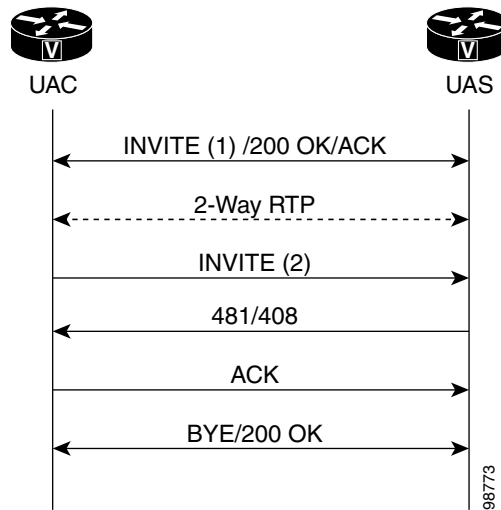 V V
UAC UAS
INVITE (1) /200 OK/ACK
2-Way RTP
INVITE (2)
481/408
ACK
BYE/200 OK
98773